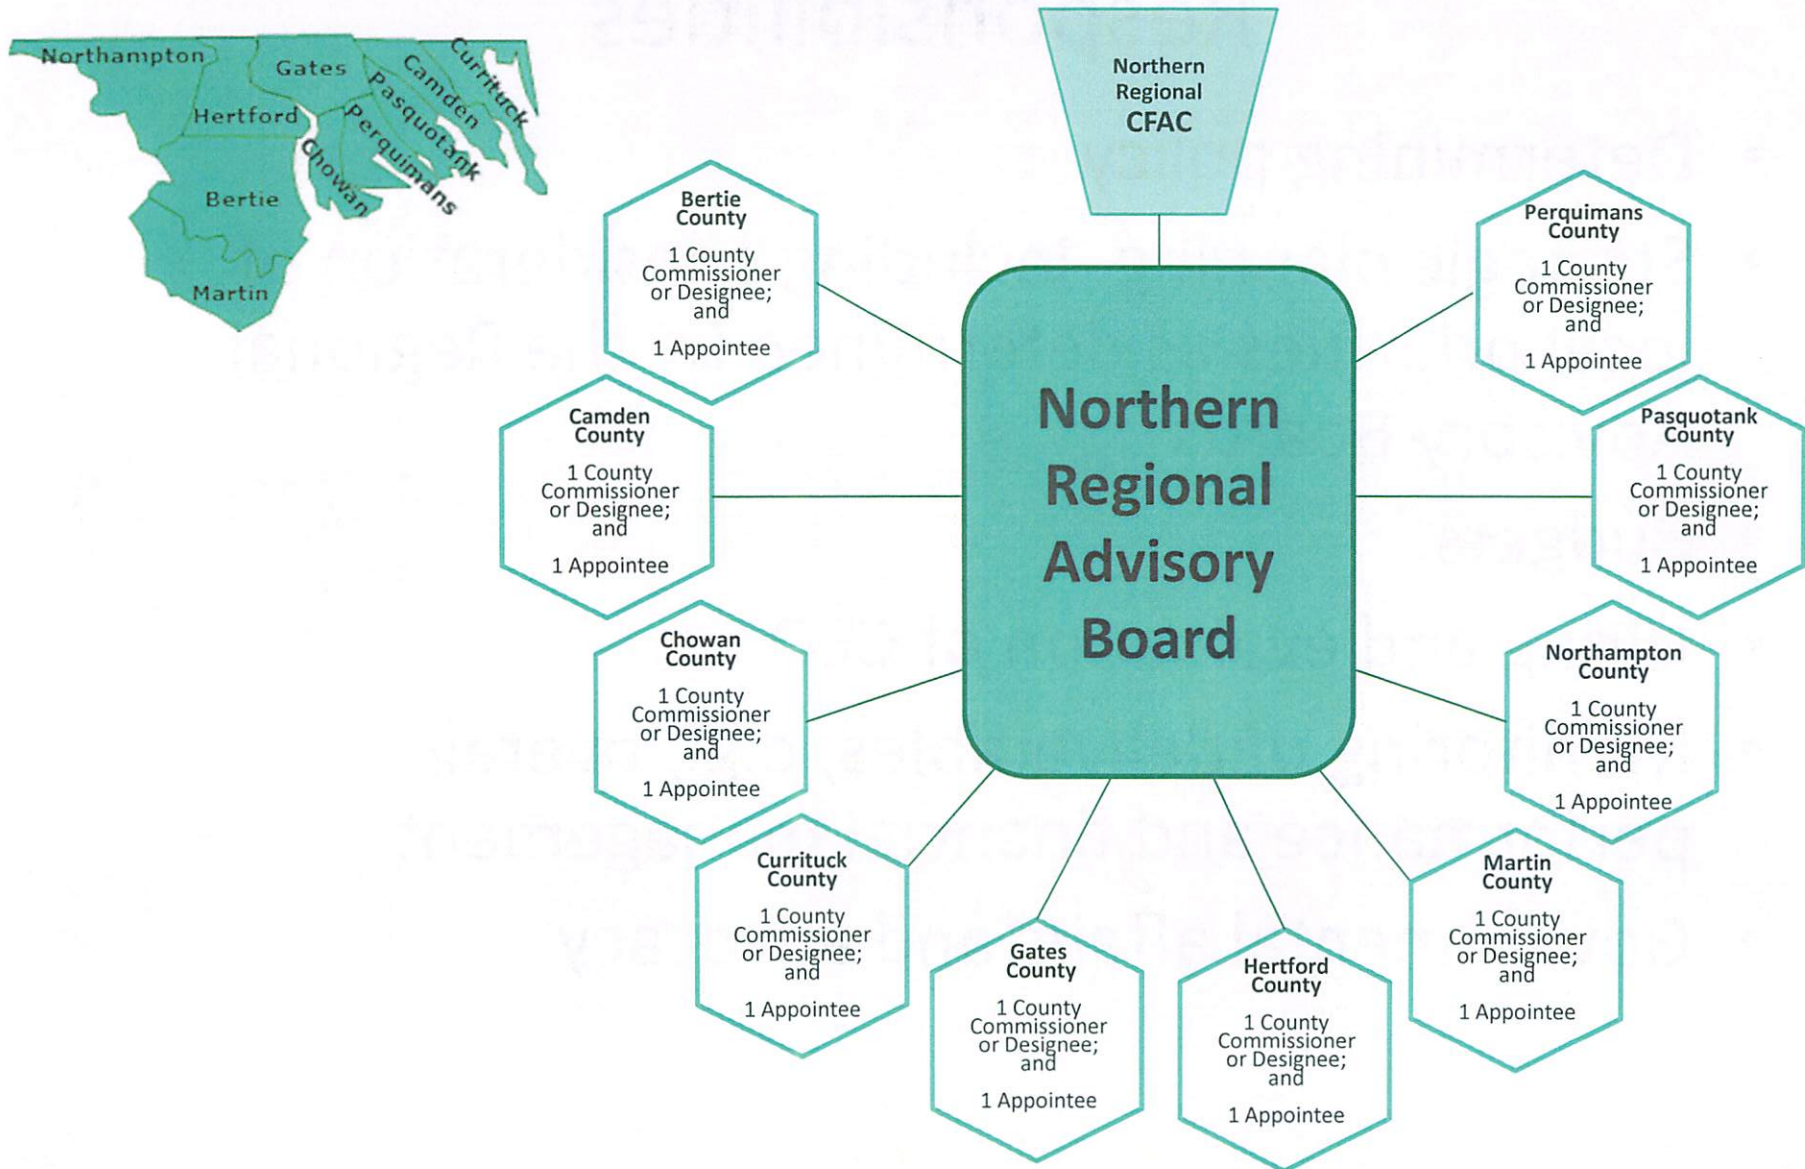 Northampton
Gates
Camden
Currituck
Hertford
Pasquotank
Perquimans
Chowan
Bertie
Martin
Northern
Regional
CFAC
Northern
Regional
Advisory
Board
Bertie
County
1 County
Commissioner
or Designee;
and
1 Appointee
Camden
County
1 County
Commissioner
or Designee;
and
1 Appointee
Chowan
County
1 County
Commissioner
or Designee;
and
1 Appointee
Currituck
County
1 County
Commissioner
or Designee;
and
1 Appointee
Gates
County
1 County
Commissioner
or Designee;
and
1 Appointee
Hertford
County
1 County
Commissioner
or Designee;
and
1 Appointee
Martin
County
1 County
Commissioner
or Designee;
and
1 Appointee
Northampton
County
1 County
Commissioner
or Designee;
and
1 Appointee
Pasquotank
County
1 County
Commissioner
or Designee;
and
1 Appointee
Perquimans
County
1 County
Commissioner
or Designee;
and
1 Appointee